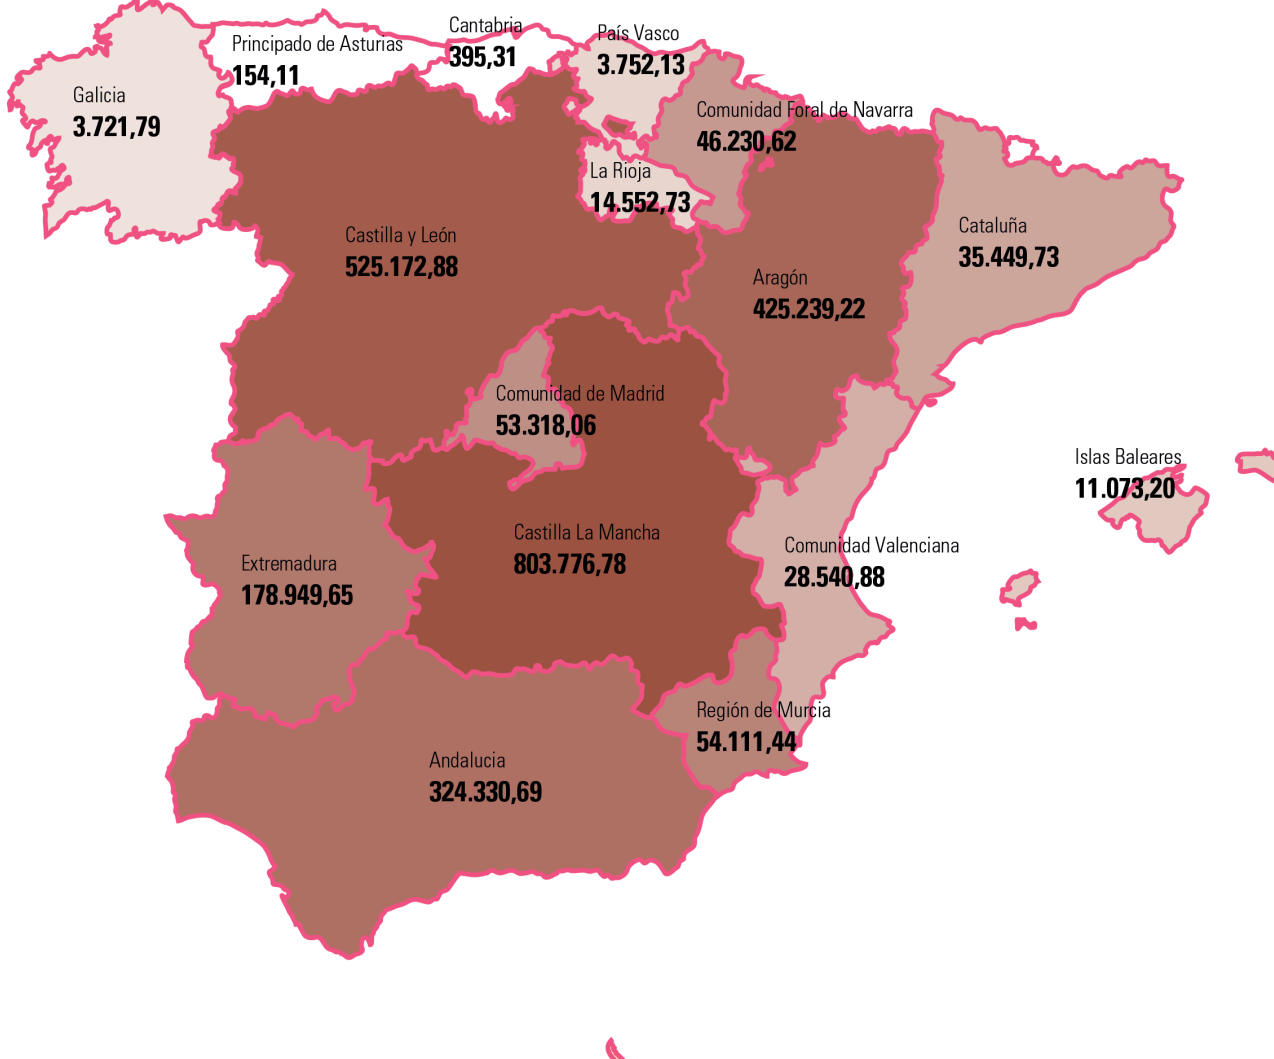 Cantabria
395,31
País Vasco
3.752,13
Principado de Asturias
154,11
Galicia
3.721,79
Comunidad Foral de Navarra
46.230,62
La Rioja
14.552,73
Castilla y León
525.172,88
Cataluña
35.449,73
Aragón
425.239,22
Comunidad de Madrid
53.318,06
Islas Baleares
11.073,20
Castilla La Mancha
803.776,78
Comunidad Valenciana
28.540,88
Extremadura
178.949,65
Región de Murcia
54.111,44
Andalucia
324.330,69